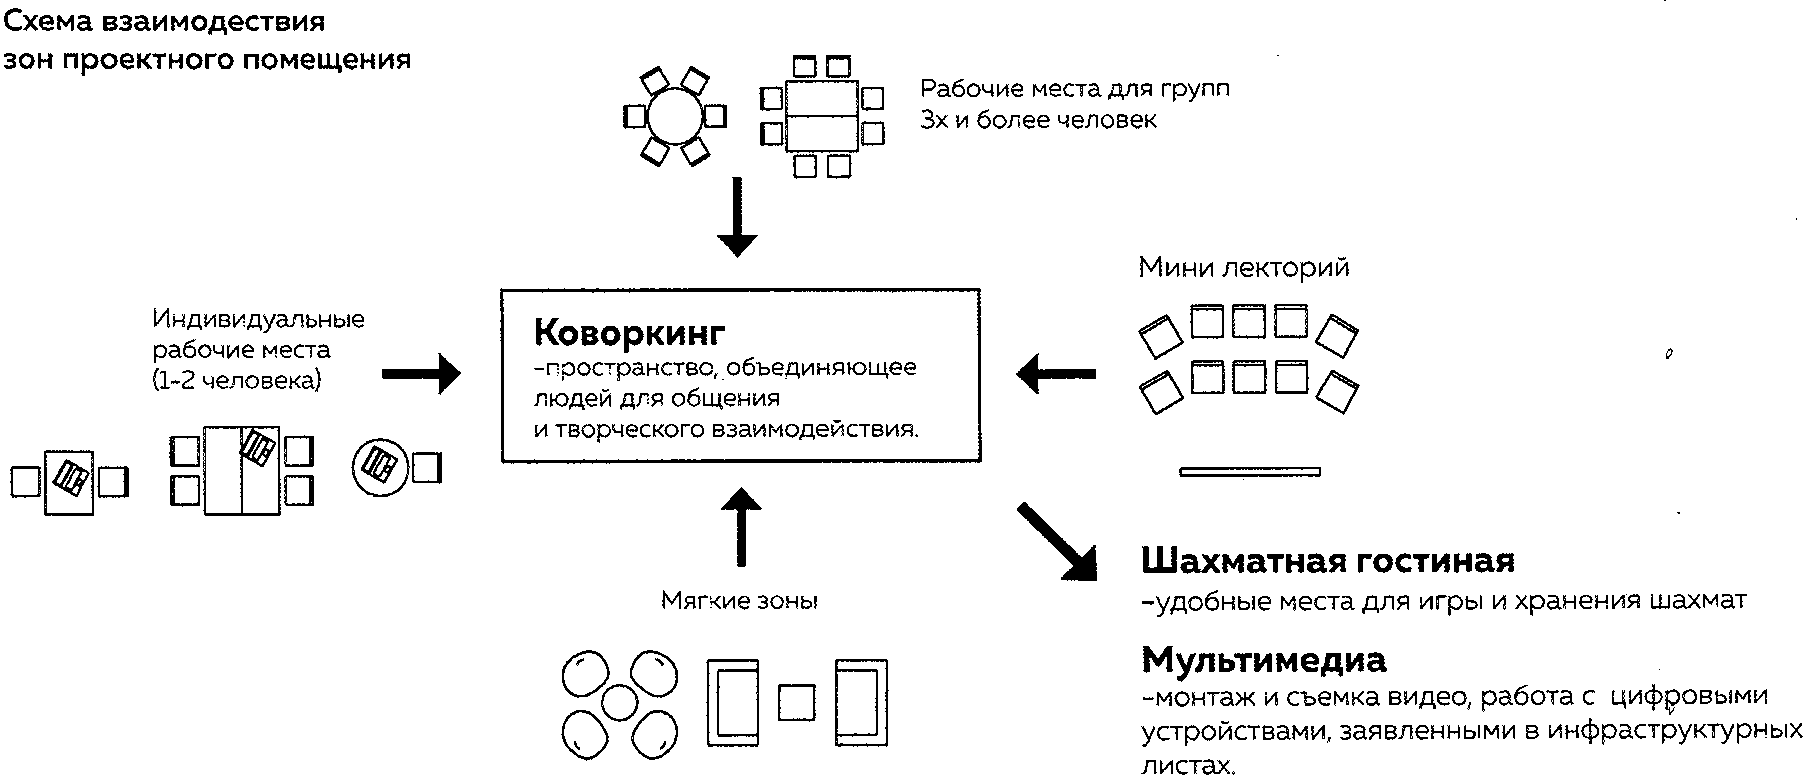 Схема взаимодествия
зон проектного помещения
Рабочие места для групп
3х и более человек
Мини лекторий
Индивидуальные
рабочие места
(1-2 человека)
Коворкинг
-пространство, объединяющее
людей для общения
и творческого взаимодействия.
Мягкие зоны
Шахматная гостиная
-удобные места для игры и хранения шахмат
Мультимедиа
-монтаж и съемка видео, работа с цифровыми
устройствами, заявленными в инфраструктурных
листах.